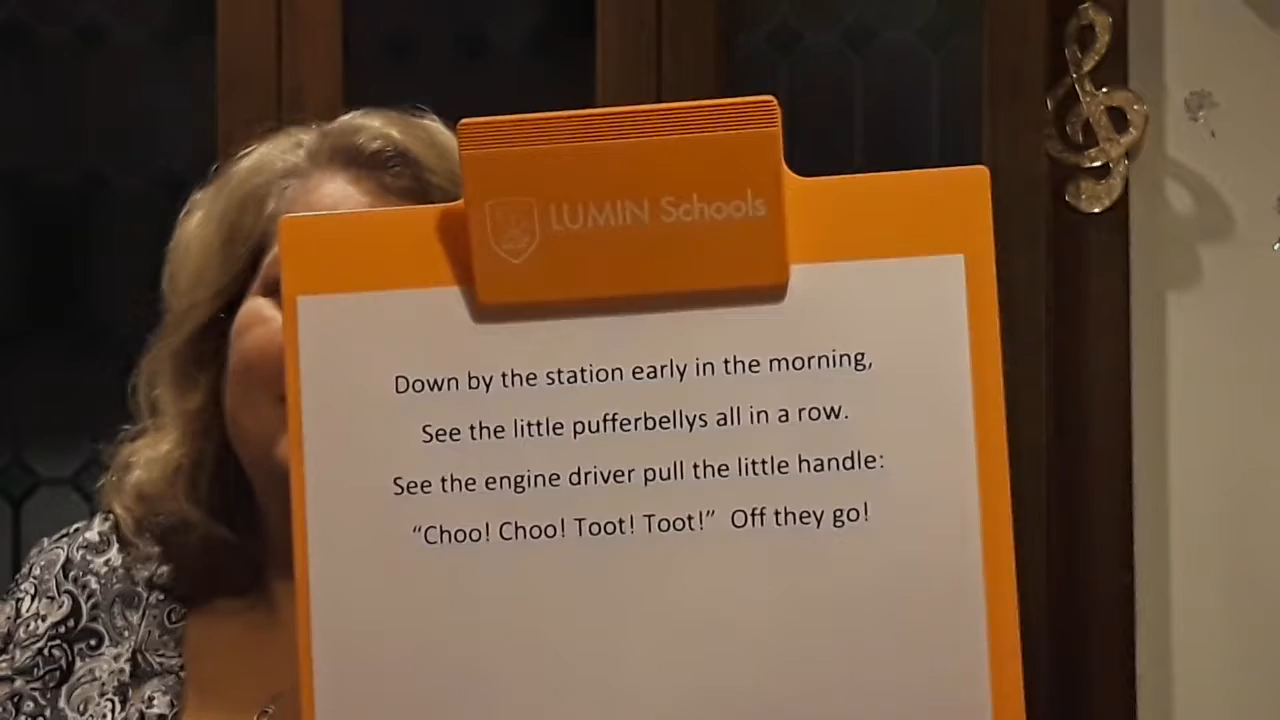 LUMIN Schools
Down by the station early in the morning,
See the little pufferbellys all in a row.
See the engine driver pull the little handle:
“Choo! Choo! Toot! Toot!”  Off they go!